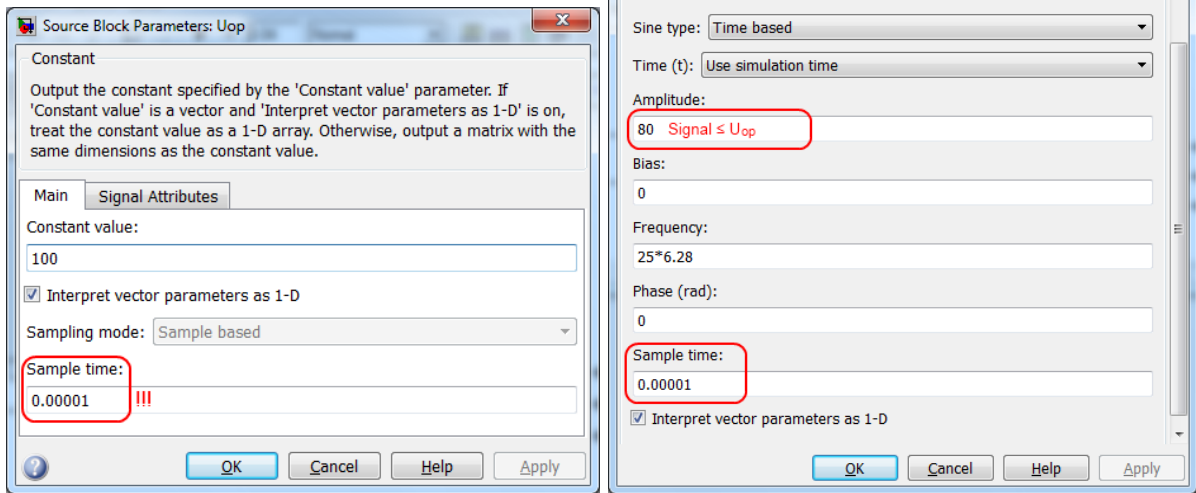 Source Block Parameters: Uop
Constant
Output the constant specified by the 'Constant value' parameter. If
'Constant value' is a vector and 'Interpret vector parameters as 1-D' is on,
treat the constant value as a 1-D array. Otherwise, output a matrix with the
same dimensions as the constant value.
Main Signal Attributes
Constant value:
100
Interpret vector parameters as 1-D
Sampling mode: Sample based
Sample time:
0.00001 !!!
OK Cancel Help Apply
Sine type: Time based
Time (t): Use simulation time
Amplitude:
80 Signal ≤ Uop
Bias:
0
Frequency:
25*6.28
Phase (rad):
0
Sample time:
0.00001
Interpret vector parameters as 1-D
OK Cancel Help Apply